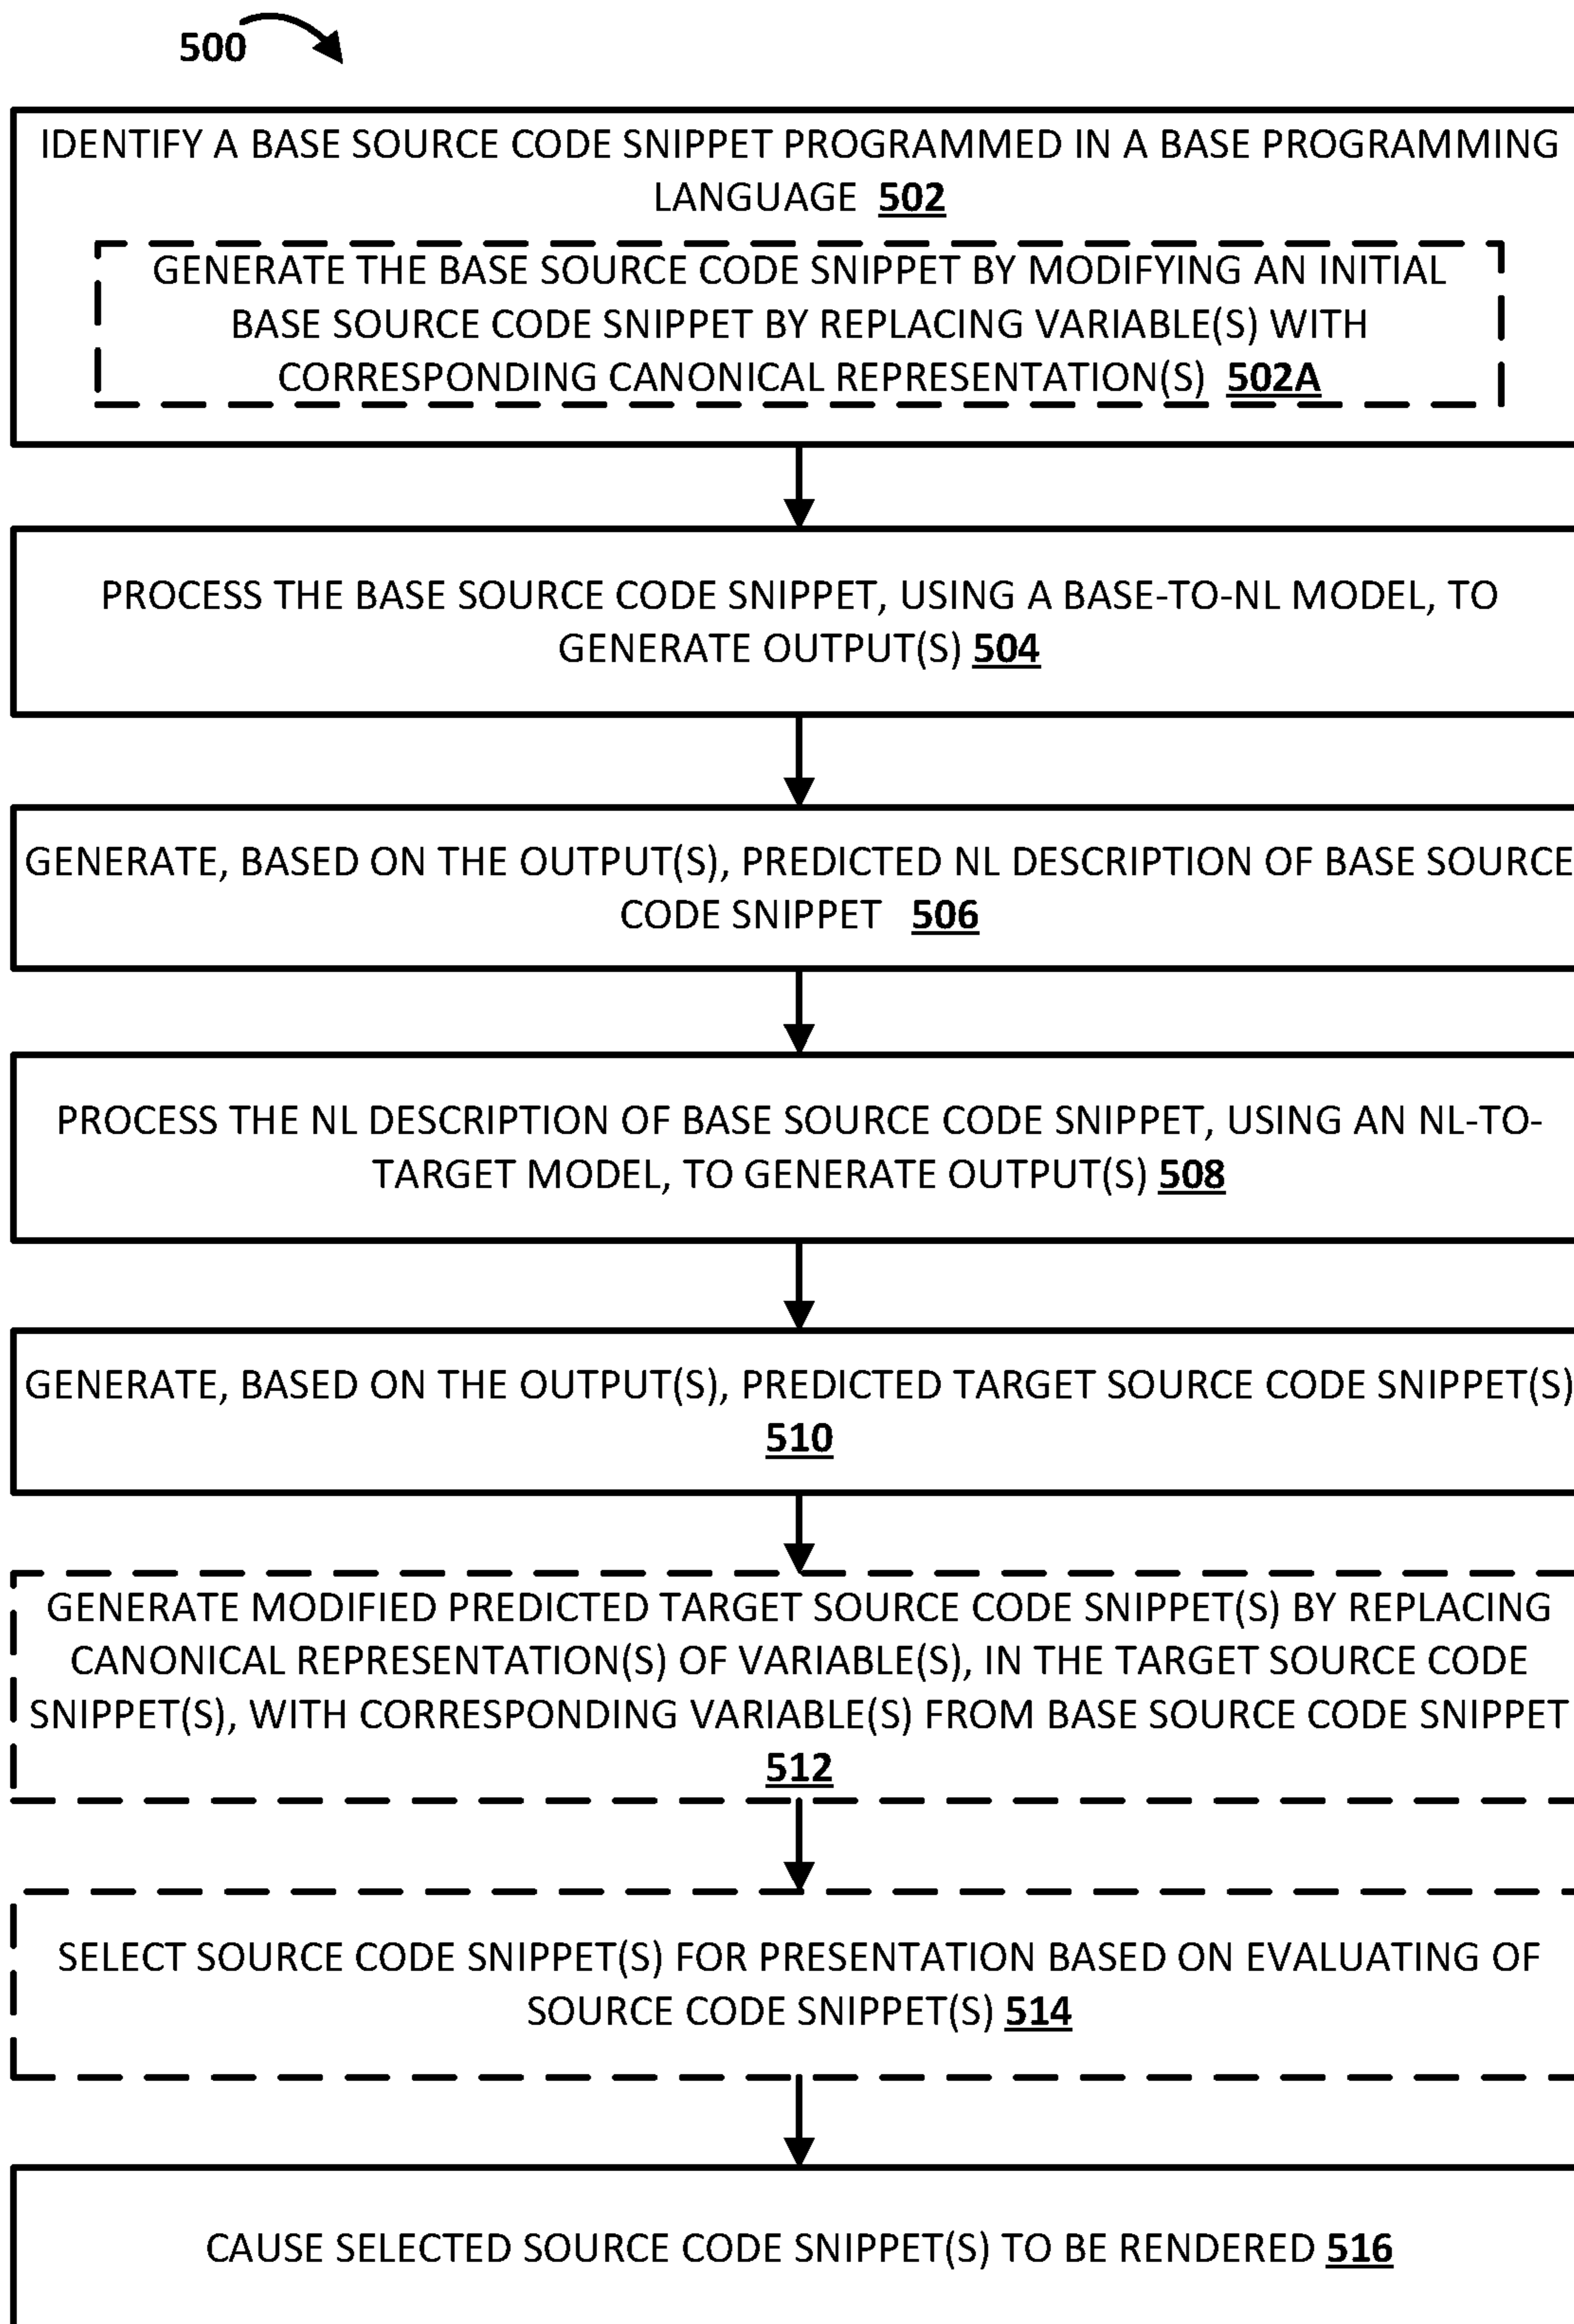 500
IDENTIFY A BASE SOURCE CODE SNIPPET PROGRAMMED IN A BASE PROGRAMMING
LANGUAGE 502
GENERATE THE BASE SOURCE CODE SNIPPET BY MODIFYING AN INITIAL
BASE SOURCE CODE SNIPPET BY REPLACING VARIABLE(S) WITH
CORRESPONDING CANONICAL REPRESENTATION(S) 502A
PROCESS THE BASE SOURCE CODE SNIPPET, USING A BASE-TO-NL MODEL, TO
GENERATE OUTPUT(S) 504
GENERATE, BASED ON THE OUTPUT(S), PREDICTED NL DESCRIPTION OF BASE SOURCE
CODE SNIPPET 506
PROCESS THE NL DESCRIPTION OF BASE SOURCE CODE SNIPPET, USING AN NL-TO-
TARGET MODEL, TO GENERATE OUTPUT(S) 508
GENERATE, BASED ON THE OUTPUT(S), PREDICTED TARGET SOURCE CODE SNIPPET(S)
510
GENERATE MODIFIED PREDICTED TARGET SOURCE CODE SNIPPET(S) BY REPLACING
CANONICAL REPRESENTATION(S) OF VARIABLE(S), IN THE TARGET SOURCE CODE
SNIPPET(S), WITH CORRESPONDING VARIABLE(S) FROM BASE SOURCE CODE SNIPPET
512
SELECT SOURCE CODE SNIPPET(S) FOR PRESENTATION BASED ON EVALUATING OF
SOURCE CODE SNIPPET(S) 514
CAUSE SELECTED SOURCE CODE SNIPPET(S) TO BE RENDERED 516